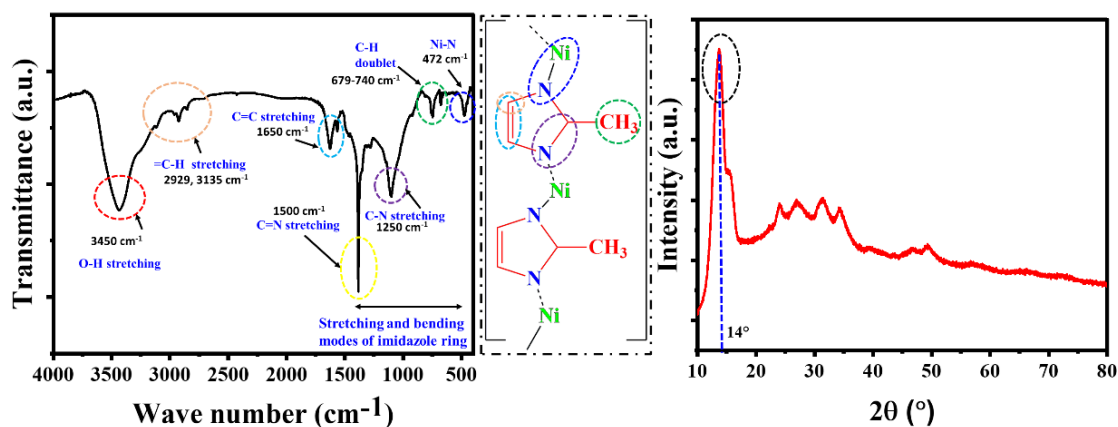 Transmittance (a.u.)
C-H
doublet
679-740 cm-1
Ni-N
472 cm-1
C=C stretching
1650 cm-1
=C-H stretching
2929, 3135 cm-1
1500 cm-1
C=N stretching
C-N stretching
1250 cm-1
3450 cm-1
O-H stretching
Stretching and bending
modes of imidazole ring
4000 3500 3000 2500 2000 1500 1000 500
Wave number (cm-1)
Ni
N
CH3
N
Ni
N
CH3
N
Ni
Intensity (a.u.)
14°
10 20 30 40 50 60 70 80
2θ (°)